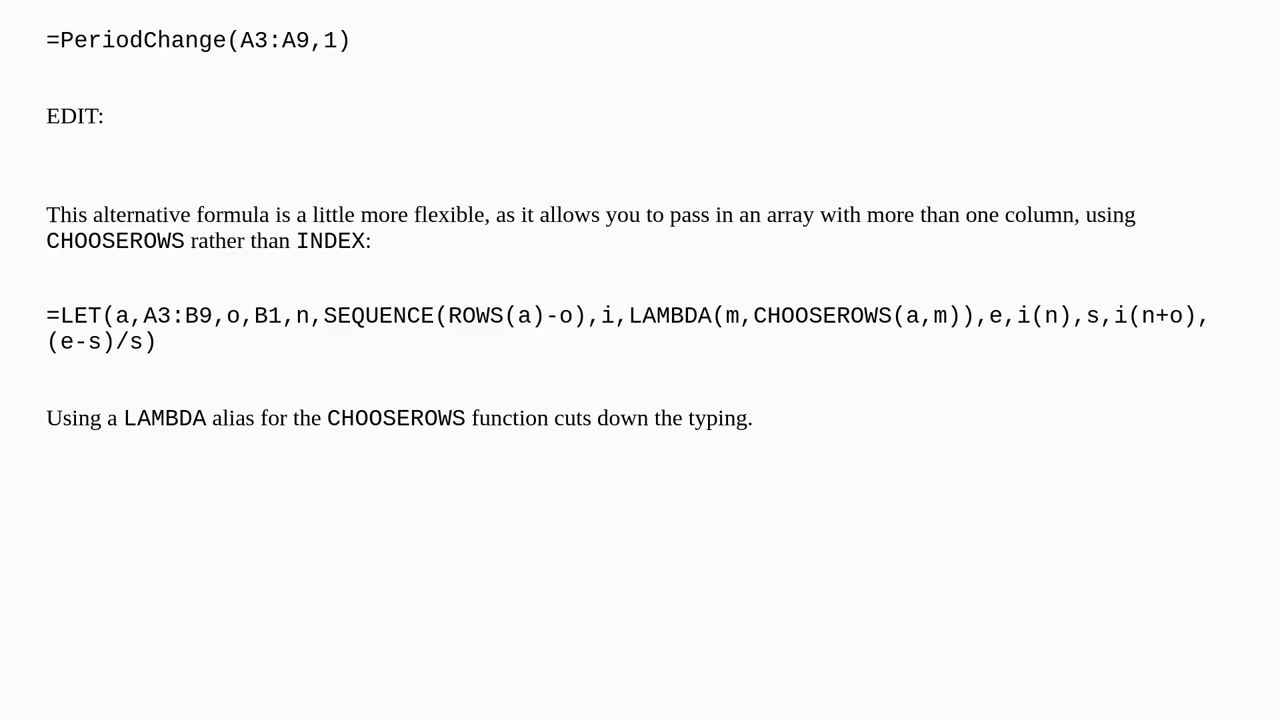 =PeriodChange(A3:A9,1)
EDIT:
This alternative formula is a little more flexible, as it allows you to pass in an array with more than one column, using
CHOOSEROWS rather than INDEX:
=LET(a,A3:B9,o,B1,n,SEQUENCE(ROWS(a)-o),i,LAMBDA(m,CHOOSEROWS(a,m)),e,i(n),s,i(n+o),
(e-s)/s)
Using a LAMBDA alias for the CHOOSEROWS function cuts down the typing.